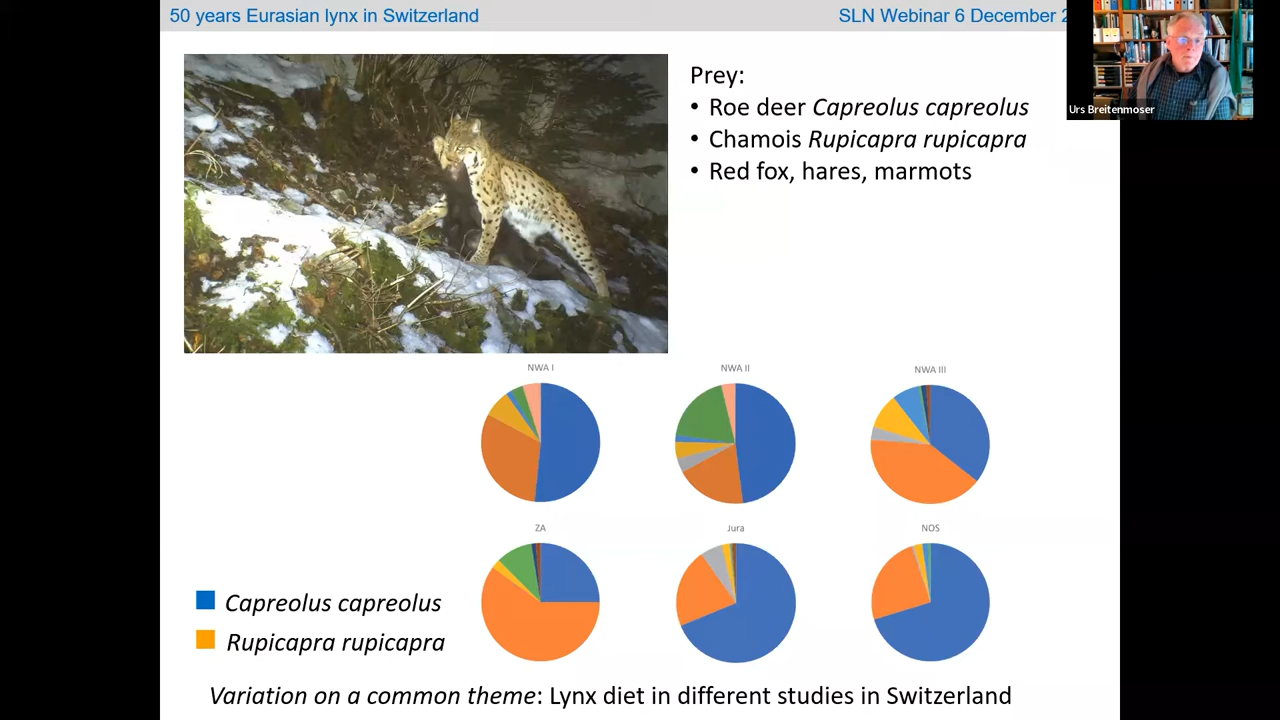 50 years Eurasian lynx in Switzerland
SLN Webinar 6 December 2
Urs Breitenmoser
Prey:
• Roe deer Capreolus capreolus
• Chamois Rupicapra rupicapra
• Red fox, hares, marmots
NWA I
NWA II
NWA III
ZA
Jura
NOS
Capreolus capreolus
Rupicapra rupicapra
Variation on a common theme: Lynx diet in different studies in Switzerland